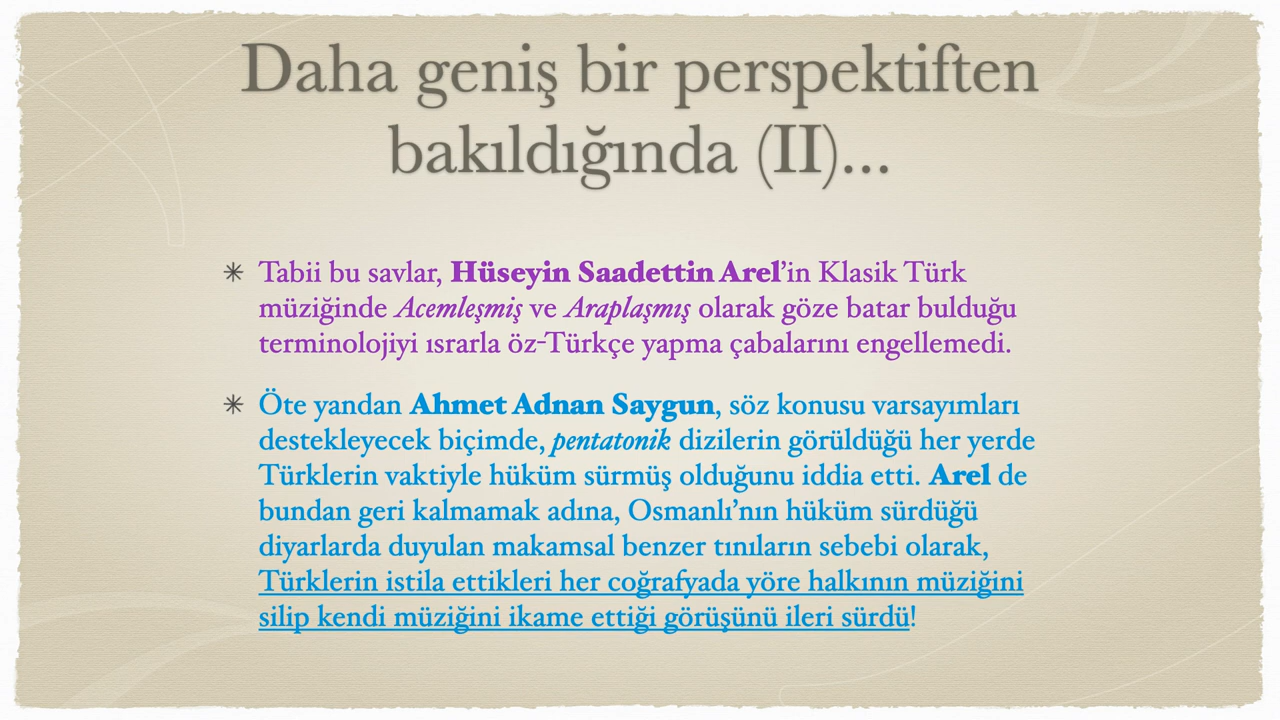 Daha geniş bir perspektiften
bakıldığında (II)...
Tabii bu savlar, Hüseyin Saadettin Arel’in Klasik Türk
müziğinde Acemleşmiş ve Araplaşmış olarak göze batar bulduğu
terminolojiyi ısrarla öz-Türkçe yapma çabalarını engellemedi.
Öte yandan Ahmet Adnan Saygun, söz konusu varsayımları
destekleyecek biçimde, pentatonik dizilerin görüldüğü her yerde
Türklerin vaktiyle hüküm sürmüş olduğunu iddia etti. Arel de
bundan geri kalmamak adına, Osmanlı’nın hüküm sürdüğü
diyarlarda duyulan makamsal benzer tınıların sebebi olarak,
Türklerin istila ettikleri her coğrafyada yöre halkının müziğini
silip kendi müziğini ikame ettiği görüşünü ileri sürdü!